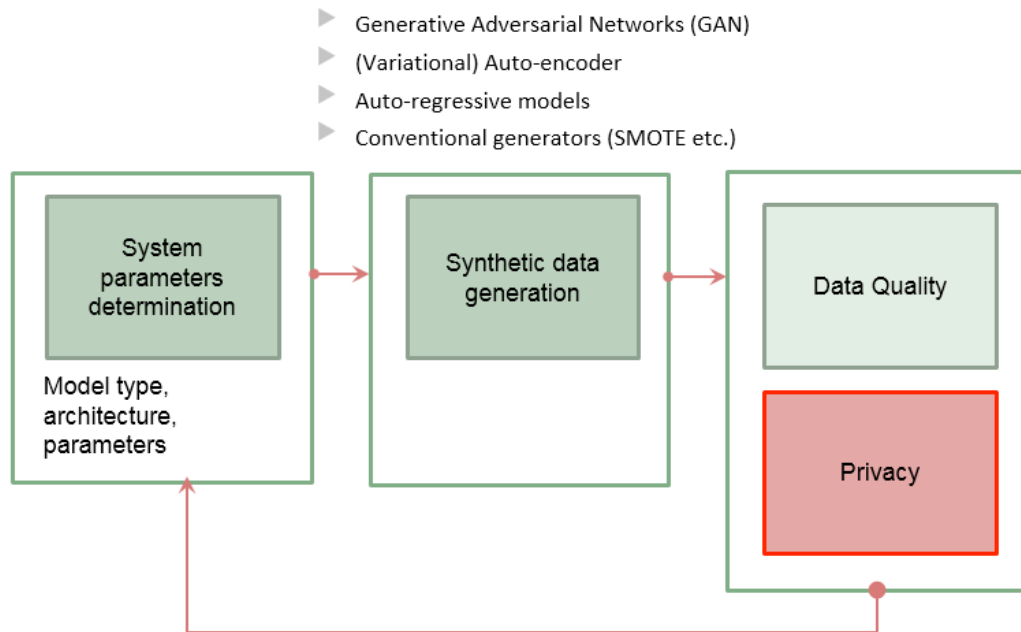 Generative Adversarial Networks (GAN)
(Variational) Auto-encoder
Auto-regressive models
Conventional generators (SMOTE etc.)
System
parameters
determination
Model type,
architecture,
parameters
Synthetic data
generation
Data Quality
Privacy